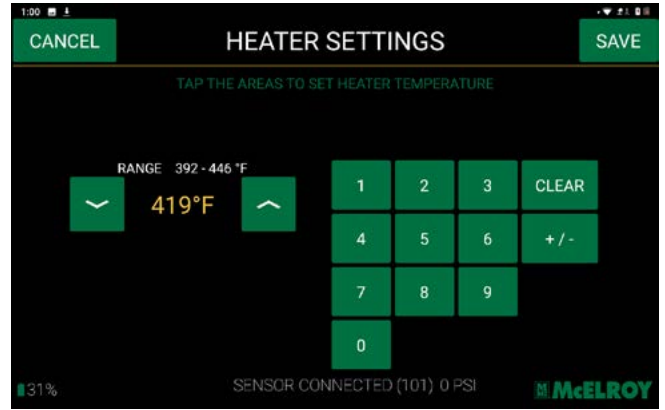 1:00
CANCEL
HEATER SETTINGS
SAVE
TAP THE AREAS TO SET HEATER TEMPERATURE
RANGE 392 - 446 °F
419°F
1 2 3 CLEAR
4 5 6 + / -
7 8 9
0
31%
SENSOR CONNECTED (101) 0 PSI
McELROY